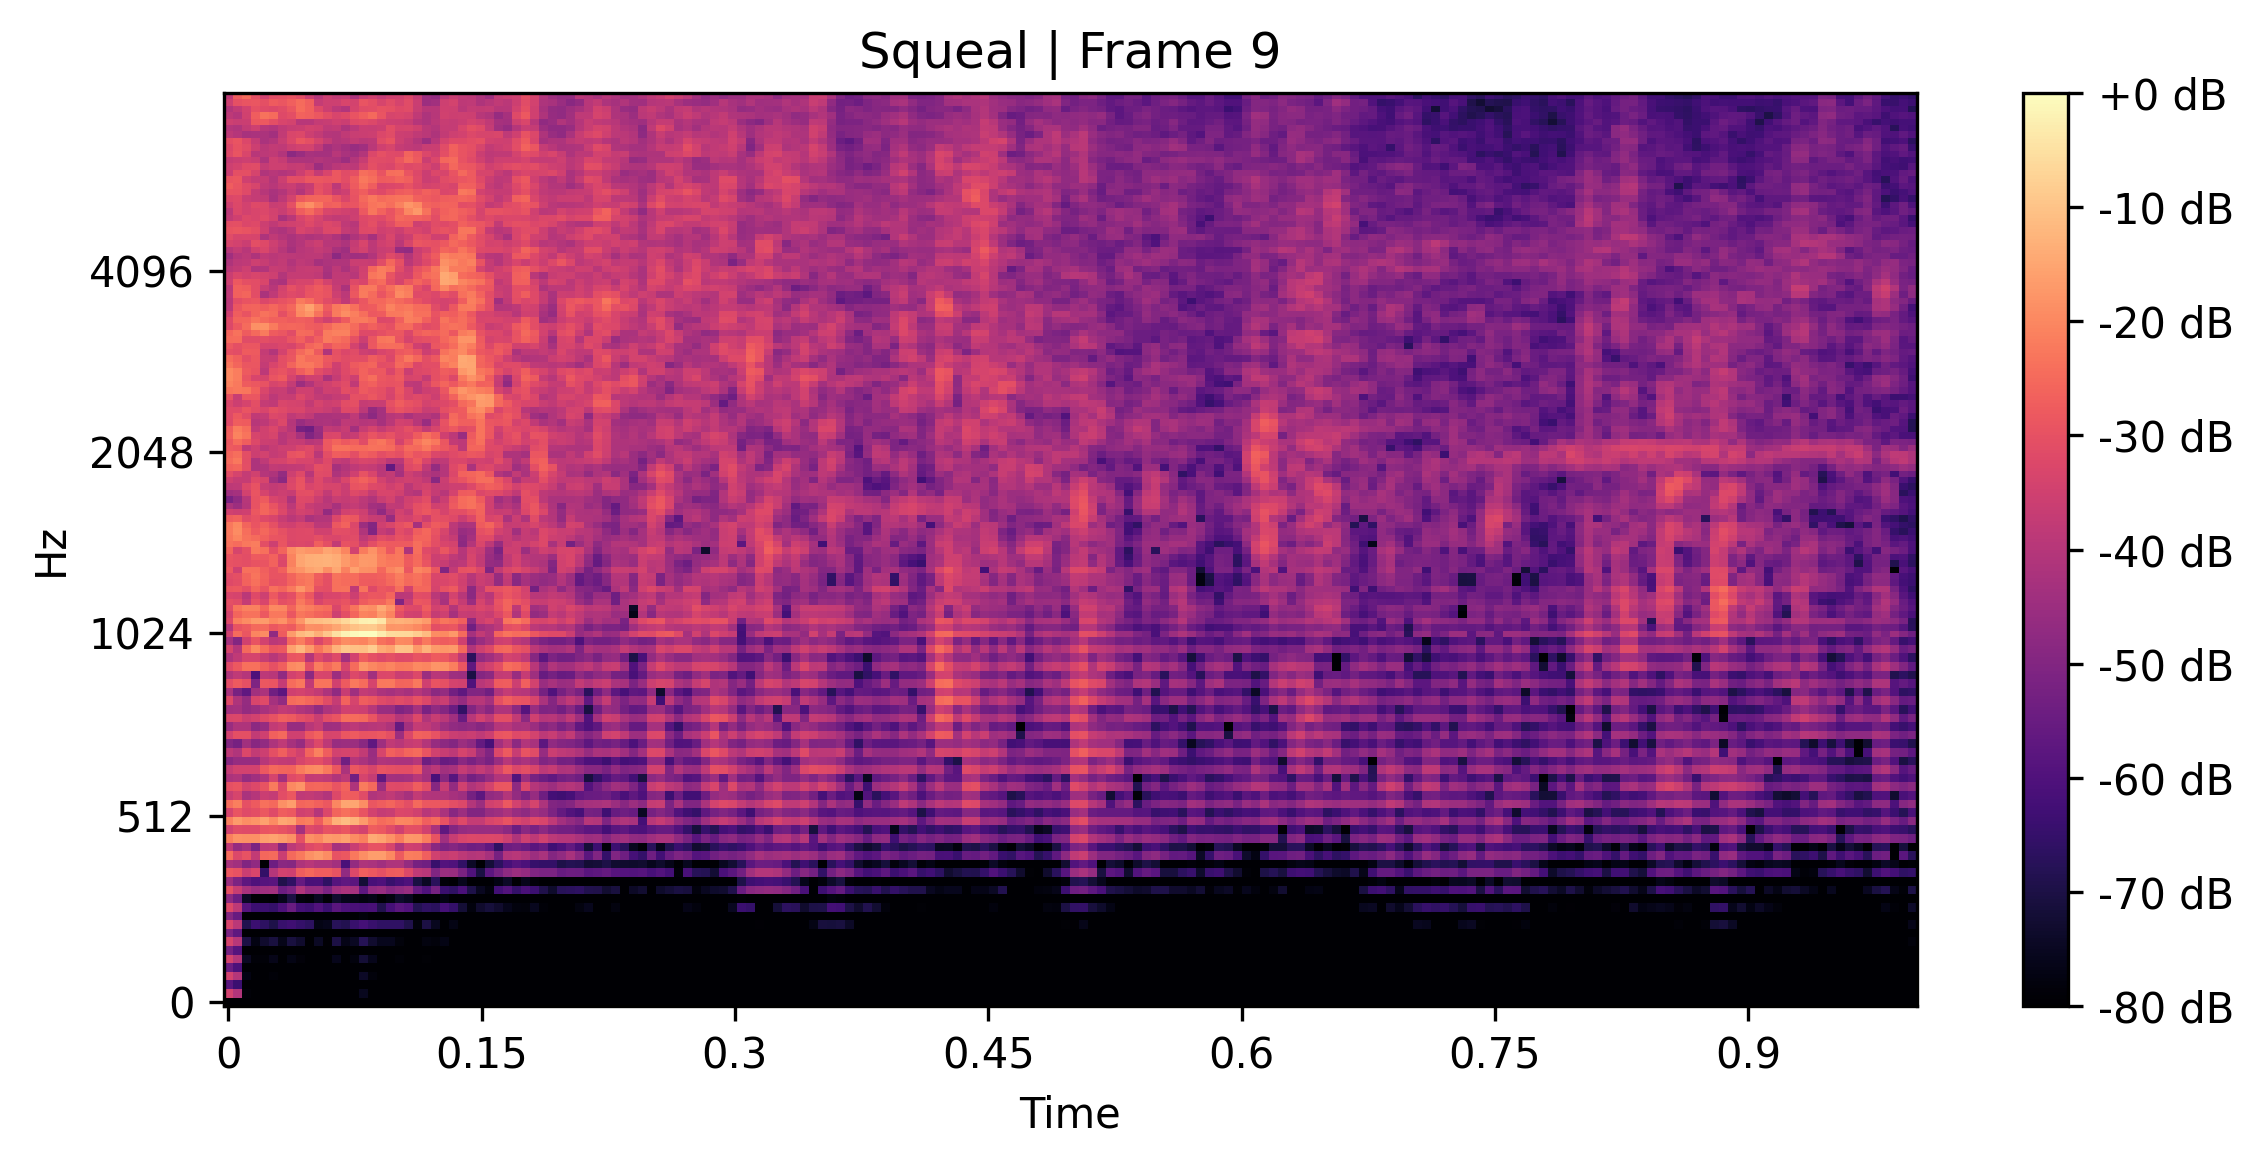 Squeal | Frame 9
+0 dB
-10 dB
-20 dB
-30 dB
-40 dB
-50 dB
-60 dB
-70 dB
-80 dB
Hz
4096
2048
1024
512
0
0 0.15 0.3 0.45 0.6 0.75 0.9
Time